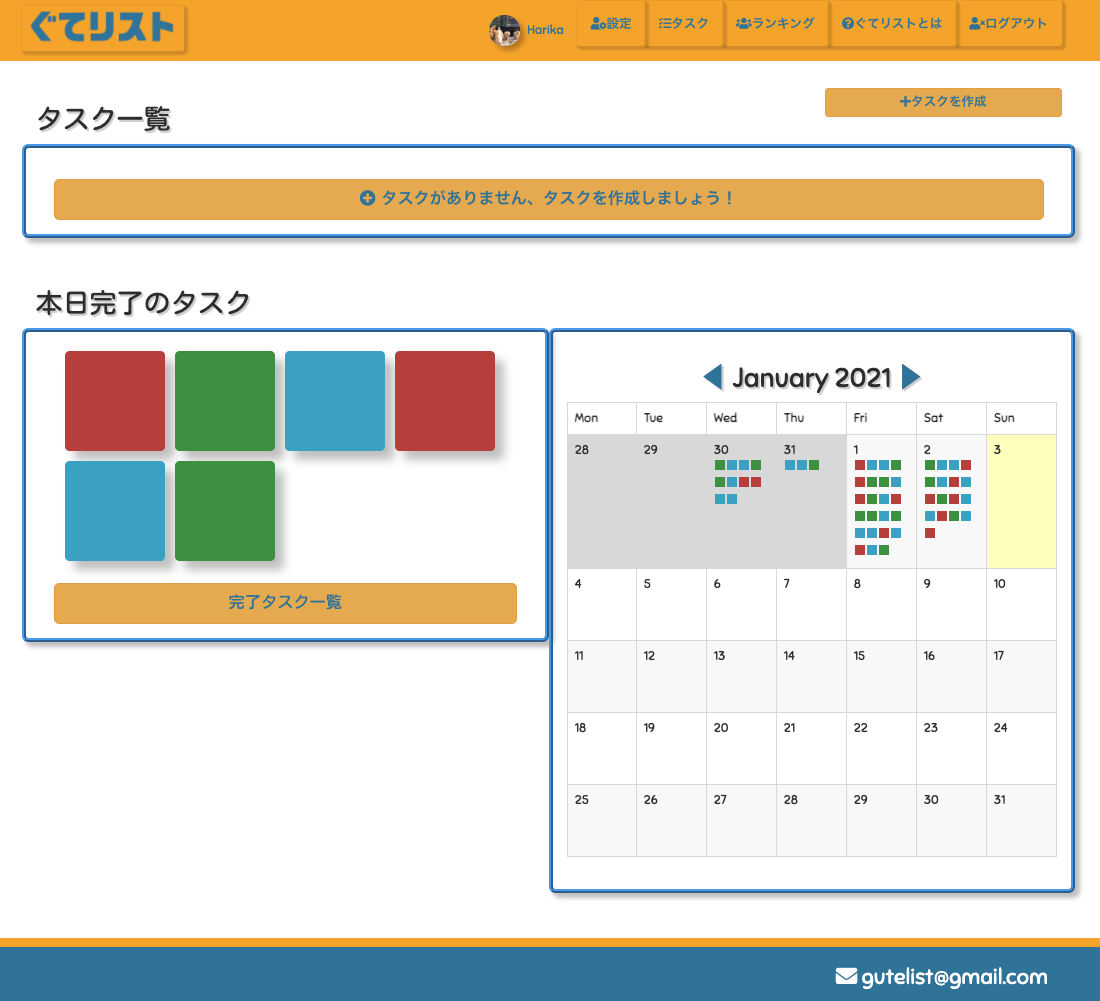 ぐてリスト
Harika
設定
タスク
ランキング
ぐてリストとは
ログアウト
タスク一覧
タスクを作成
タスクがありません、タスクを作成しましょう！
本日完了のタスク
完了タスク一覧
January 2021
Mon Tue Wed Thu Fri Sat Sun
28 29 30 31 1 2 3
4 5 6 7 8 9 10
11 12 13 14 15 16 17
18 19 20 21 22 23 24
25 26 27 28 29 30 31
gutelist@gmail.com